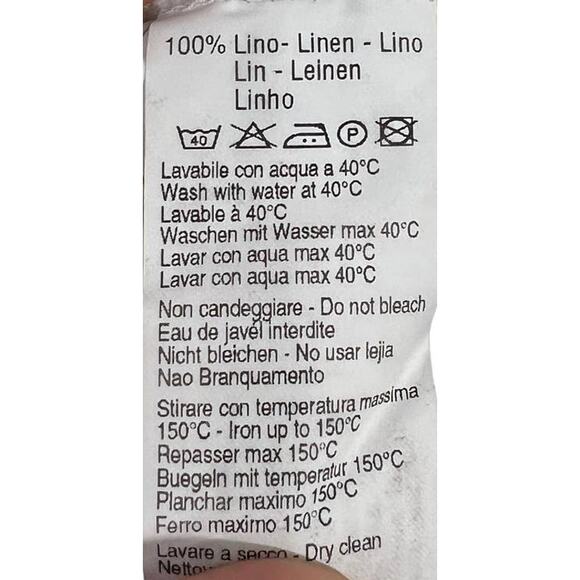 100% Lino- Linen - Lino
Lin - Leinen
Linho
40 P
Lavabile con acqua a 40°C
Wash with water at 40°C
Lavable à 40°C
Waschen mit Wasser max 40°C
Lavar con aqua max 40°C
Lavar con aqua max 40°C
Non candeggiare - Do not bleach
Eau de javél interdite
Nicht bleichen - No usar lejia
Nao Branquamento
Stirare con temperatura massima
150°C - Iron up to 150°C
Repasser max 150°C
Buegeln mit temperatur 150°C
Planchar maximo 150°C
Ferro maximo 150°C
Lavare a secco - Dry clean